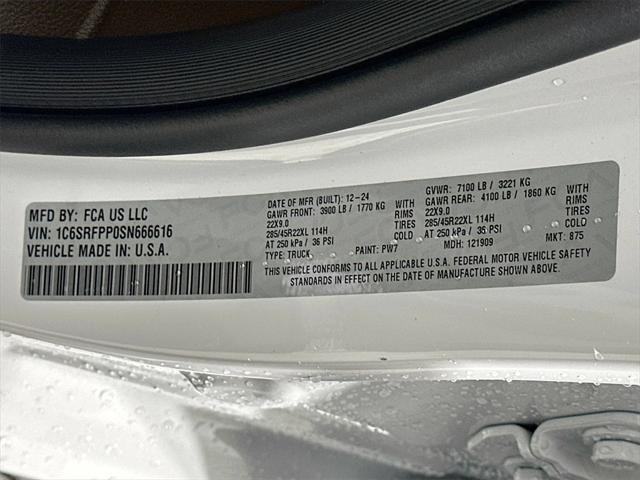 MFD BY: FCA US LLC
VIN: 1C6SRFPP0SN666616
VEHICLE MADE IN U.S.A.
DATE OF MFR (BUILT): 12-24
GAWR FRONT: 3900 LB / 1770 KG WITH
22X9.0 RIMS
285/45R22XL 114H TIRES
AT 250 kPa / 36 PSI COLD
TYPE: TRUCK PAINT: PW7
GVWR: 7100 LB / 3221 KG
GAWR REAR: 4100 LB / 1860 KG WITH
22X9.0 RIMS
285/45R22XL 114H TIRES
AT 250 kPa / 36 PSI COLD
MDH: 121909 MKT: 875
THIS VEHICLE CONFORMS TO ALL APPLICABLE U.S.A. FEDERAL MOTOR VEHICLE SAFETY
STANDARDS IN EFFECT ON THE DATE OF MANUFACTURE SHOWN ABOVE.